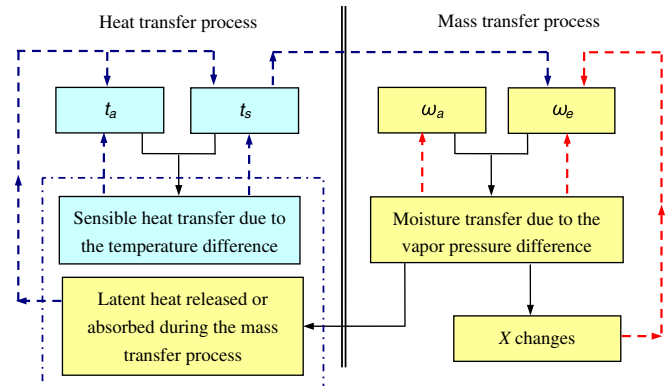 Heat transfer process
Mass transfer process
tₐ
tₛ
ωₐ
ωₑ
Sensible heat transfer due to
the temperature difference
Moisture transfer due to the
vapor pressure difference
Latent heat released or
absorbed during the mass
transfer process
X changes